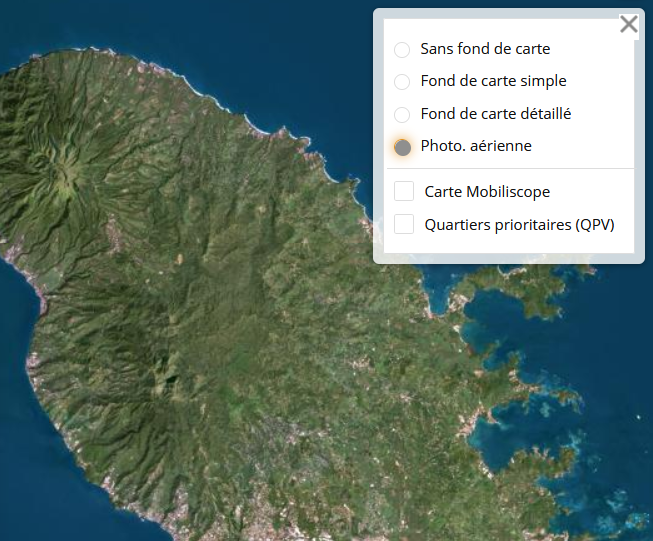 Sans fond de carte
Fond de carte simple
Fond de carte détaillé
Photo. aérienne
Carte Mobiliscope
Quartiers prioritaires (QPV)